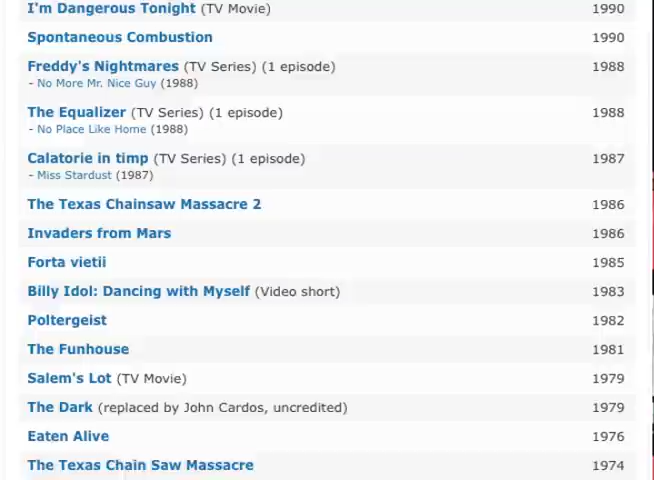 I'm Dangerous Tonight (TV Movie) 1990
Spontaneous Combustion 1990
Freddy's Nightmares (TV Series) (1 episode) 1988
- No More Mr. Nice Guy (1988)
The Equalizer (TV Series) (1 episode) 1988
- No Place Like Home (1988)
Calatorie in timp (TV Series) (1 episode) 1987
- Miss Stardust (1987)
The Texas Chainsaw Massacre 2 1986
Invaders from Mars 1986
Forta vietii 1985
Billy Idol: Dancing with Myself (Video short) 1983
Poltergeist 1982
The Funhouse 1981
Salem's Lot (TV Movie) 1979
The Dark (replaced by John Cardos, uncredited) 1979
Eaten Alive 1976
The Texas Chain Saw Massacre 1974